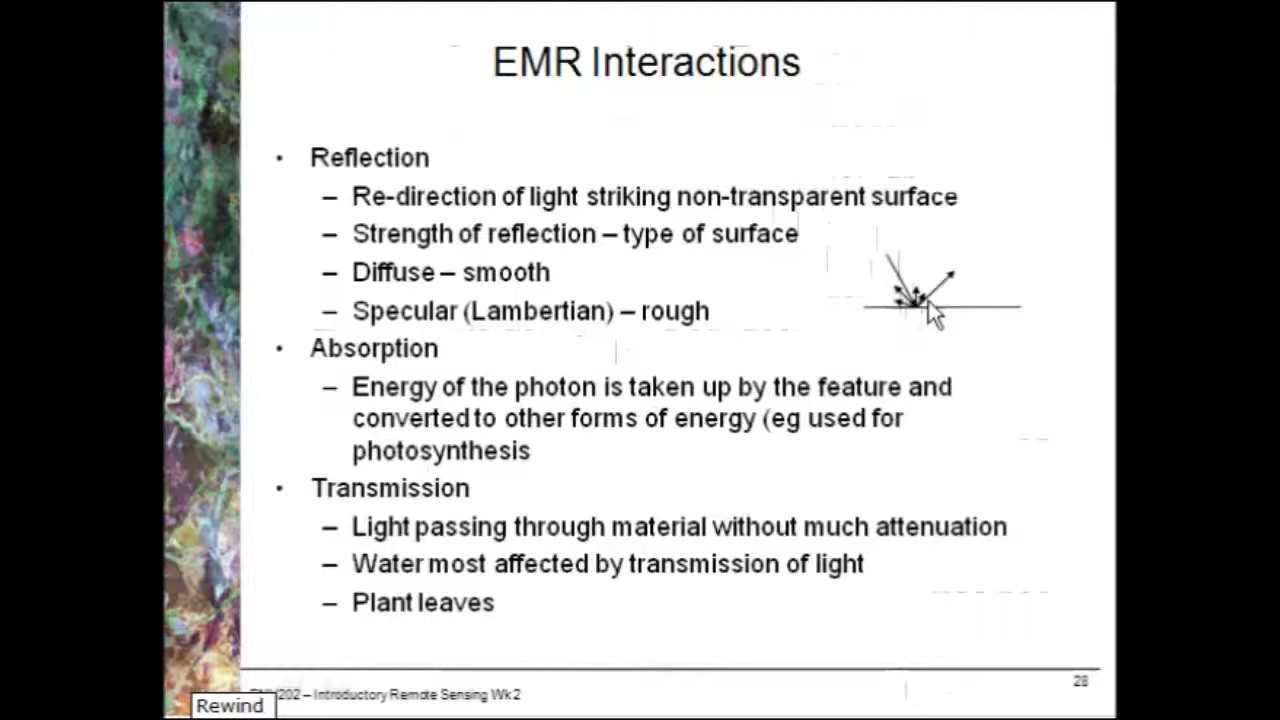 EMR Interactions
• Reflection
– Re-direction of light striking non-transparent surface
– Strength of reflection – type of surface
– Diffuse – smooth
– Specular (Lambertian) – rough
• Absorption
– Energy of the photon is taken up by the feature and
converted to other forms of energy (eg used for
photosynthesis
• Transmission
– Light passing through material without much attenuation
– Water most affected by transmission of light
– Plant leaves
28
202 – Introductory Remote Sensing Wk 2
Rewind